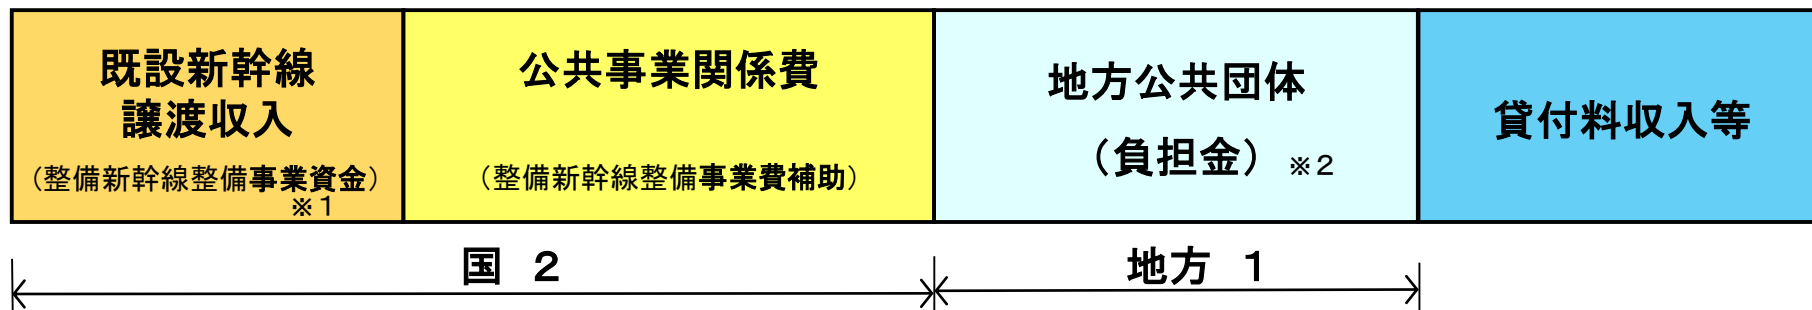 既設新幹線
譲渡収入
（整備新幹線整備事業資金）
※１
公共事業関係費
（整備新幹線整備事業費補助）
地方公共団体
（負担金）※２
貸付料収入等
国　２
地方　１